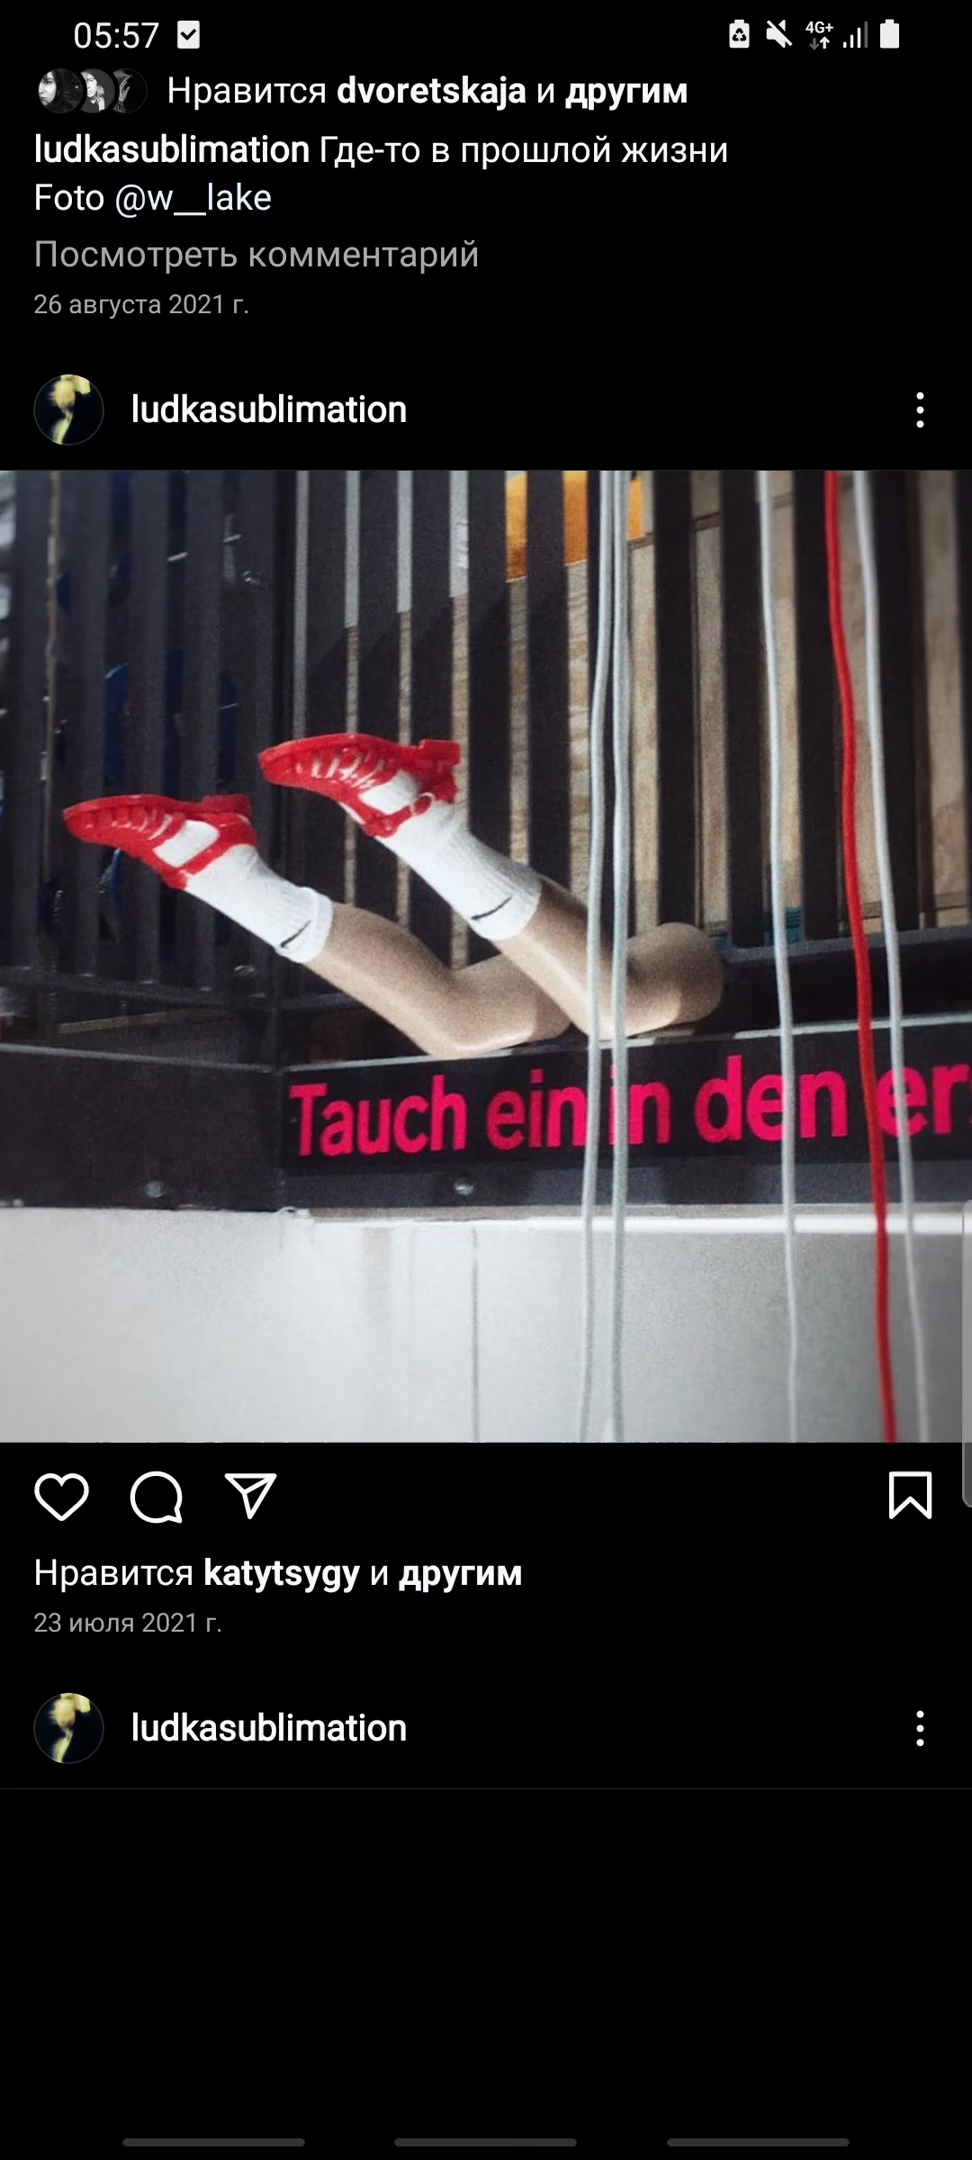 05:57
4G+
Нравится dvoretskaja и другим
ludkasublimation Где-то в прошлой жизни
Foto @w__lake
Посмотреть комментарий
26 августа 2021 г.
ludkasublimation
Tauch ein in den er
Нравится katytsygy и другим
23 июля 2021 г.
ludkasublimation